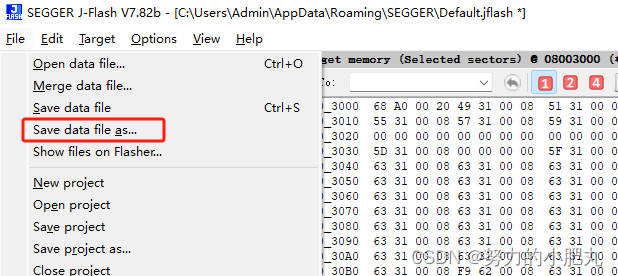 SEGGER J-Flash V7.82b - [C:\Users\Admin\AppData\Roaming\SEGGER\Default.jflash *]
File Edit Target Options View Help Window
Open data file... Ctrl+O
Merge data file...
Save data file Ctrl+S
Save data file as...
Show files on Flasher...
New project
Open project
Save project
Save project as...
Close project
get memory (Selected sectors) @ 08003000 (*
To: 1 2 4
_3000 68 A0 00 20 49 31 00 08 51 31 00 0
_3010 55 31 00 08 57 31 00 08 59 31 00 0
_3020 00 00 00 00 00 00 00 00 00 00 00 0
_3030 5D 31 00 08 00 00 00 00 5F 31 00 0
_3040 63 31 00 08 63 31 00 08 63 31 00 0
_3050 63 31 00 08 63 31 00 08 63 31 00 0
_3060 63 31 00 08 63 31 00 08 63 31 00 0
_3070 63 31 00 08 63 31 00 08 63 31 00 0
_3080 63 31 00 08 63 31 00 08 63 31 00 0
_3090 63 31 00 08 63 31 00 08 63 31 00 0
_30A0 63 31 00 08
_30B0 63 31 00 08 F9 62 00 08 63 31 00
CSDN @努力的小肥丸